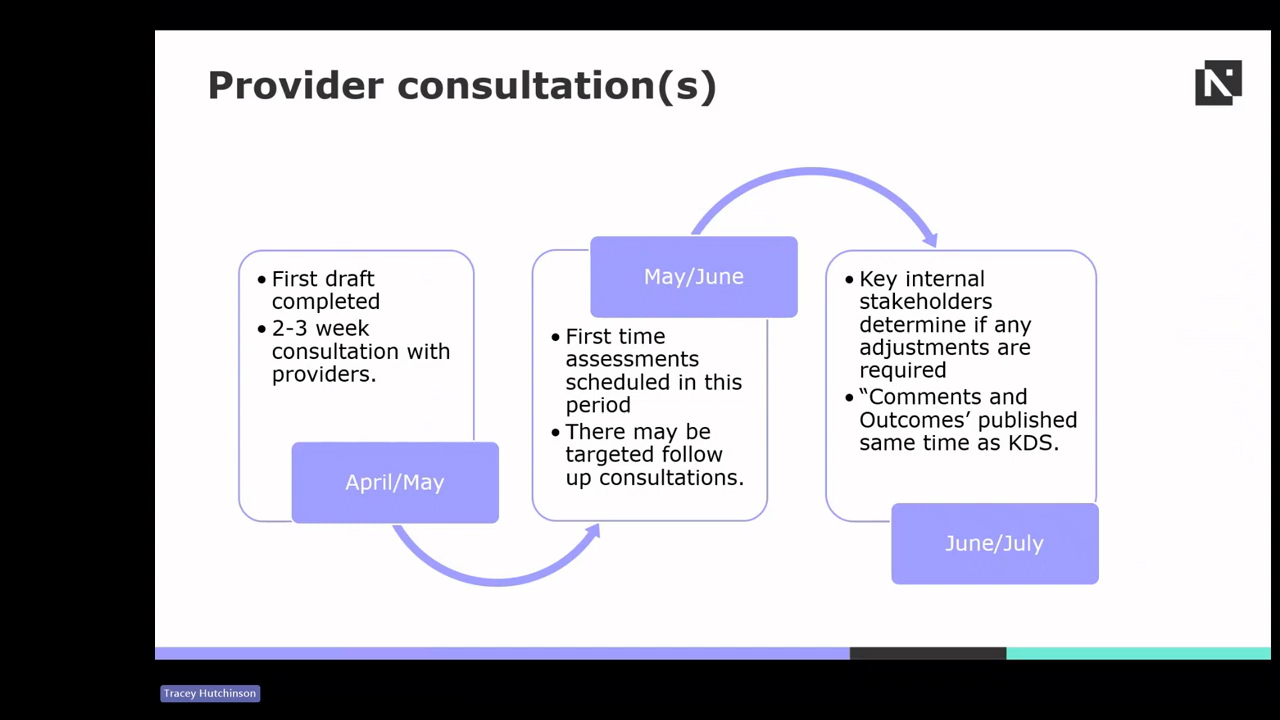 Provider consultation(s)
• First draft
completed
• 2-3 week
consultation with
providers.
April/May
May/June
• First time
assessments
scheduled in this
period
• There may be
targeted follow
up consultations.
• Key internal
stakeholders
determine if any
adjustments are
required
• “Comments and
Outcomes’ published
same time as KDS.
June/July
Tracey Hutchinson